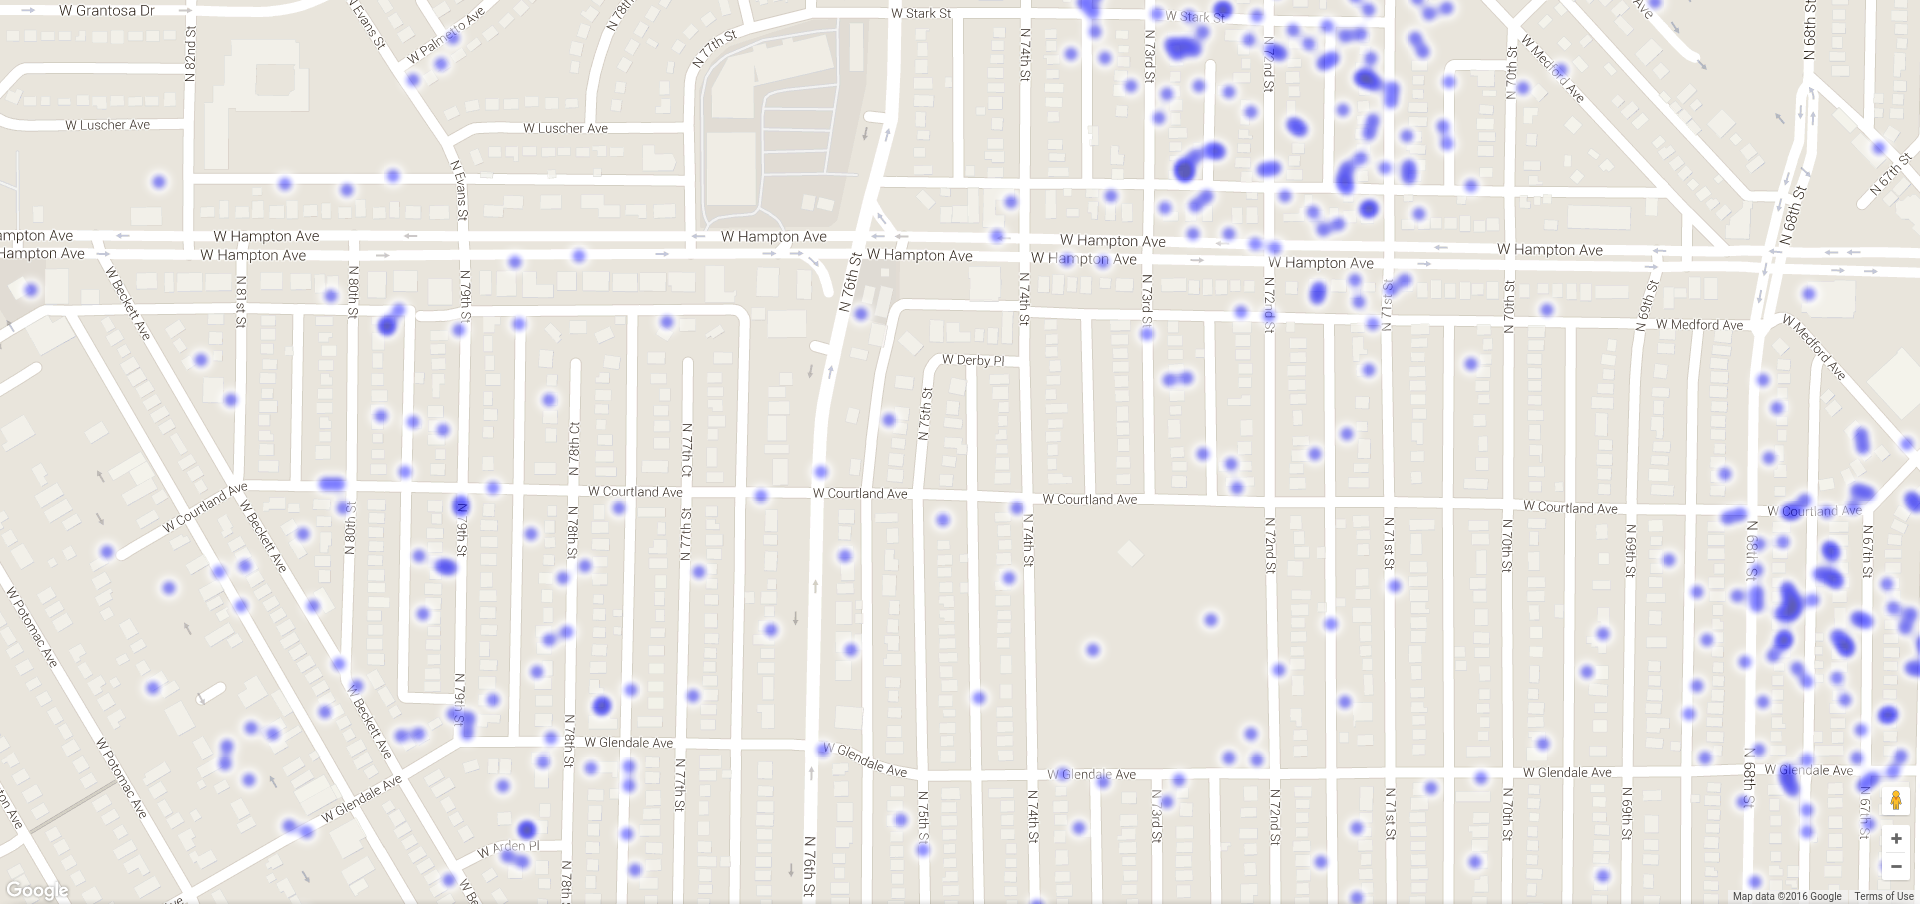 W Grantosa Dr
N 82nd St
N Evans St
W Palmetto Ave
N 78th
N 77th St
W Stark St
W Stark St
N 74th St
N 73rd St
N 72nd St
N 70th St
W Medford Ave
Ave
N 68th St
N 67th St
W Luscher Ave
W Luscher Ave
N Evans St
N 68th St
ampton Ave
Hampton Ave
W Hampton Ave
W Hampton Ave
W Hampton Ave
W Hampton Ave
W Hampton Ave
W Hampton Ave
W Hampton Ave
W Hampton Ave
W Beckett Ave
N 81st St
N 80th St
N 79th St
N 76th St
N 74th St
N 73rd St
N 72nd St
N 71st St
N 70th St
N 69th St
W Medford Ave
W Medford Ave
W Derby Pl
N 75th St
N 78th Ct
N 77th Ct
W Courtland Ave
W Courtland Ave
W Courtland Ave
W Courtland Ave
W Courtland Ave
W Courtland Ave
W Beckett Ave
N 80th St
N 79th St
N 78th St
N 77th St
N 74th St
N 72nd St
N 71st St
N 70th St
N 69th St
N 68th St
N 67th St
W Potomac Ave
W Beckett Ave
N 79th St
N 78th St
W Glendale Ave
W Glendale Ave
W Glendale Ave
W Glendale Ave
W Glendale Ave
W Glendale Ave
W Potomac Ave
ton Ave
N 77th St
N 75th St
N 74th St
N 73rd St
N 72nd St
N 71st St
N 70th St
N 69th St
N 68th St
N 67th St
W Arden Pl
N 76th St
N 78th S
W Be
Ave
Google
Map data ©2016 Google
Terms of Use